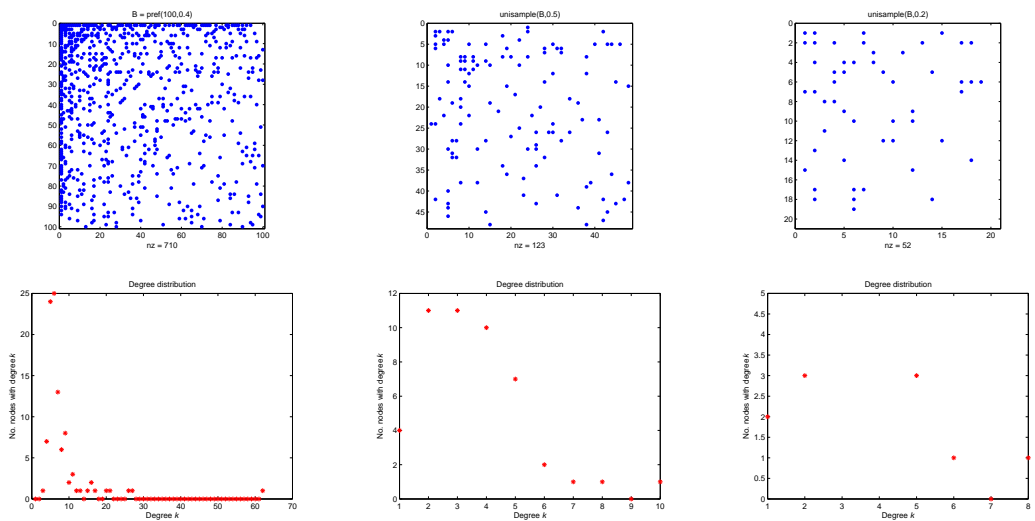 B = pref(100,0.4)
0
10
20
30
40
50
60
70
80
90
100
0 20 40 60 80 100
nz = 710
unisample(B,0.5)
0
5
10
15
20
25
30
35
40
45
0 10 20 30 40
nz = 123
unisample(B,0.2)
0
2
4
6
8
10
12
14
16
18
20
0 5 10 15 20
nz = 52
Degree distribution
25
20
15
10
5
0
0 10 20 30 40 50 60 70
Degree k
No. nodes with degree k
Degree distribution
12
10
8
6
4
2
0
1 2 3 4 5 6 7 8 9 10
Degree k
No. nodes with degree k
Degree distribution
5
4.5
4
3.5
3
2.5
2
1.5
1
0.5
0
1 2 3 4 5 6 7 8
Degree k
No. nodes with degree k